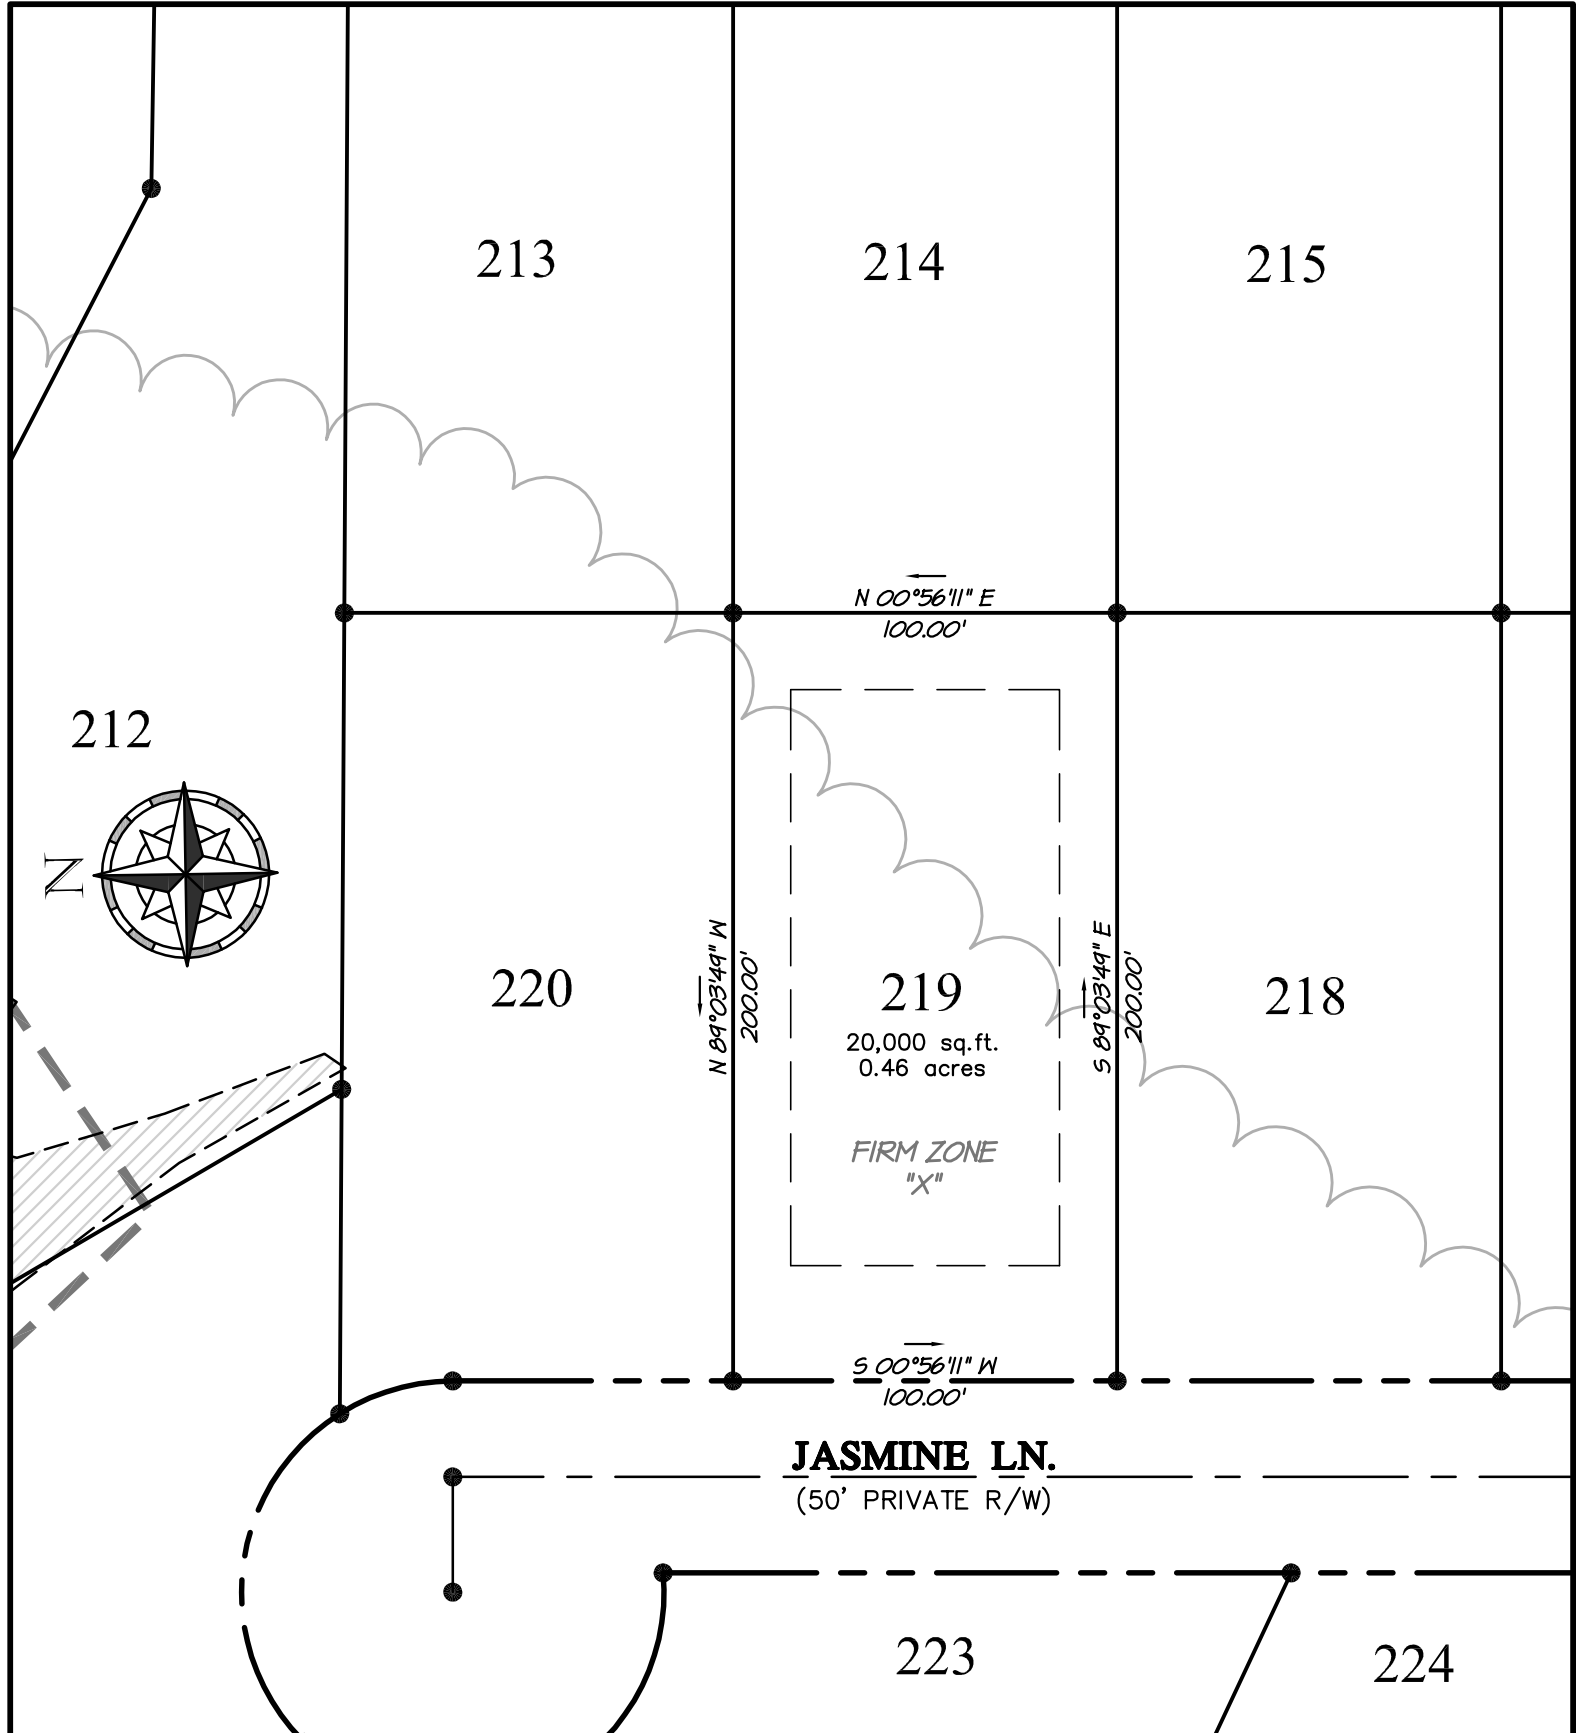 213
214
215
N 00°56'11" E
100.00'
212
N
220
N 89°03'49" W
200.00'
219
20,000 sq.ft.
0.46 acres
FIRM ZONE
"X"
S 89°03'49" E
200.00'
218
S 00°56'11" W
100.00'
JASMINE LN.
(50' PRIVATE R/W)
223
224